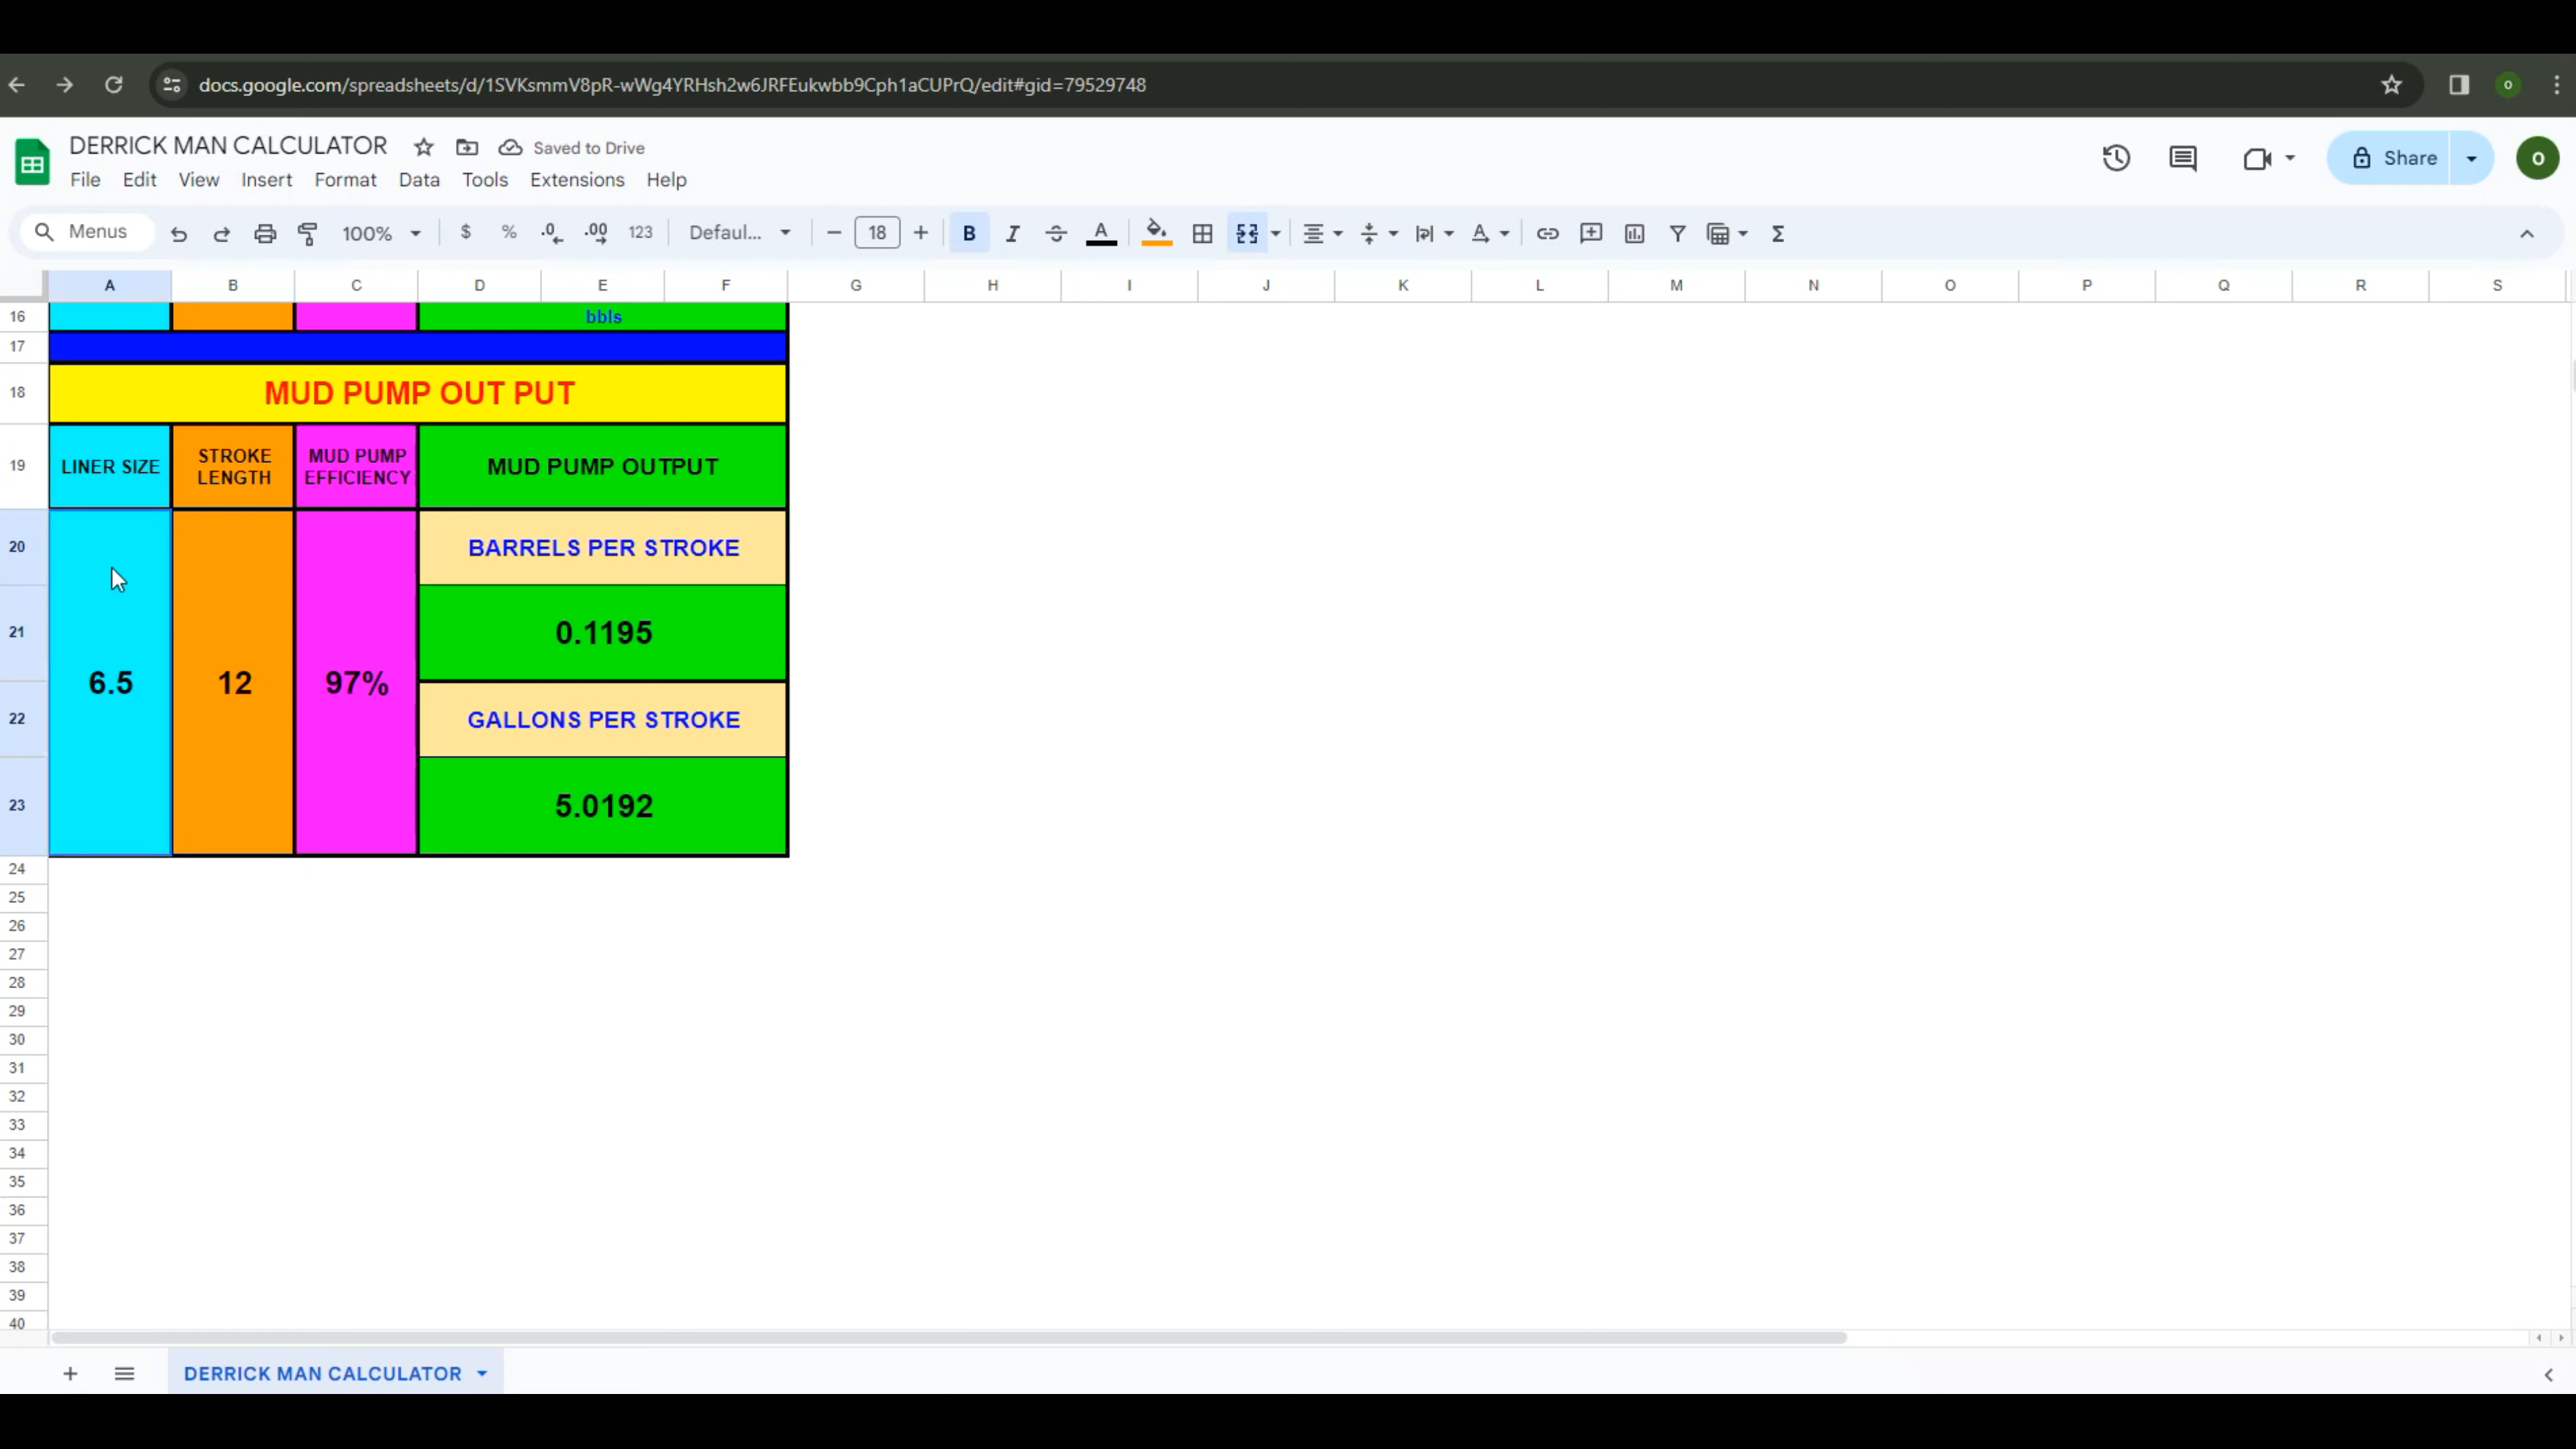 docs.google.com/spreadsheets/d/1SVKsmmV8pR-wWg4YRHsh2w6JRFEukwbb9Cph1aCUPrQ/edit#gid=79529748
DERRICK MAN CALCULATOR Saved to Drive
File Edit View Insert Format Data Tools Extensions Help
Share
O
Menus 100% $ % .0 .00 123 Defaul... 18 B I A
A B C D E F G H I J K L M N O P Q R S
16 bbls
17
18 MUD PUMP OUT PUT
19 LINER SIZE STROKE LENGTH MUD PUMP EFFICIENCY MUD PUMP OUTPUT
20 BARRELS PER STROKE
21 0.1195
6.5 12 97%
22 GALLONS PER STROKE
23 5.0192
24
25
26
27
28
29
30
31
32
33
34
35
36
37
38
39
40
DERRICK MAN CALCULATOR